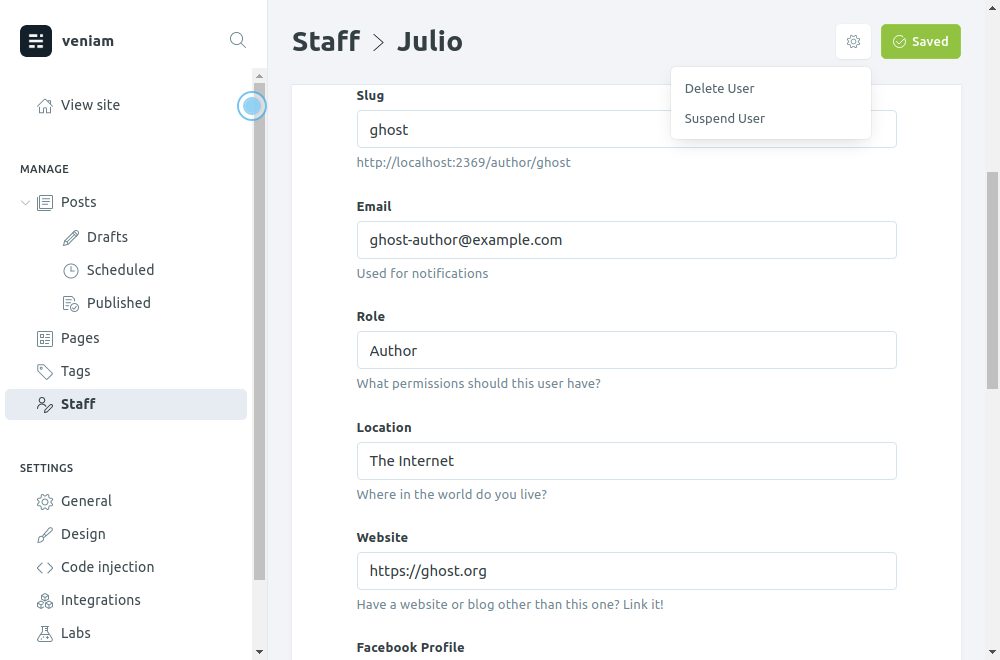 veniam
View site
MANAGE
Posts
Drafts
Scheduled
Published
Pages
Tags
Staff
SETTINGS
General
Design
Code injection
Integrations
Labs
Staff > Julio
Saved
Delete User
Suspend User
Slug
ghost
http://localhost:2369/author/ghost
Email
ghost-author@example.com
Used for notifications
Role
Author
What permissions should this user have?
Location
The Internet
Where in the world do you live?
Website
https://ghost.org
Have a website or blog other than this one? Link it!
Facebook Profile